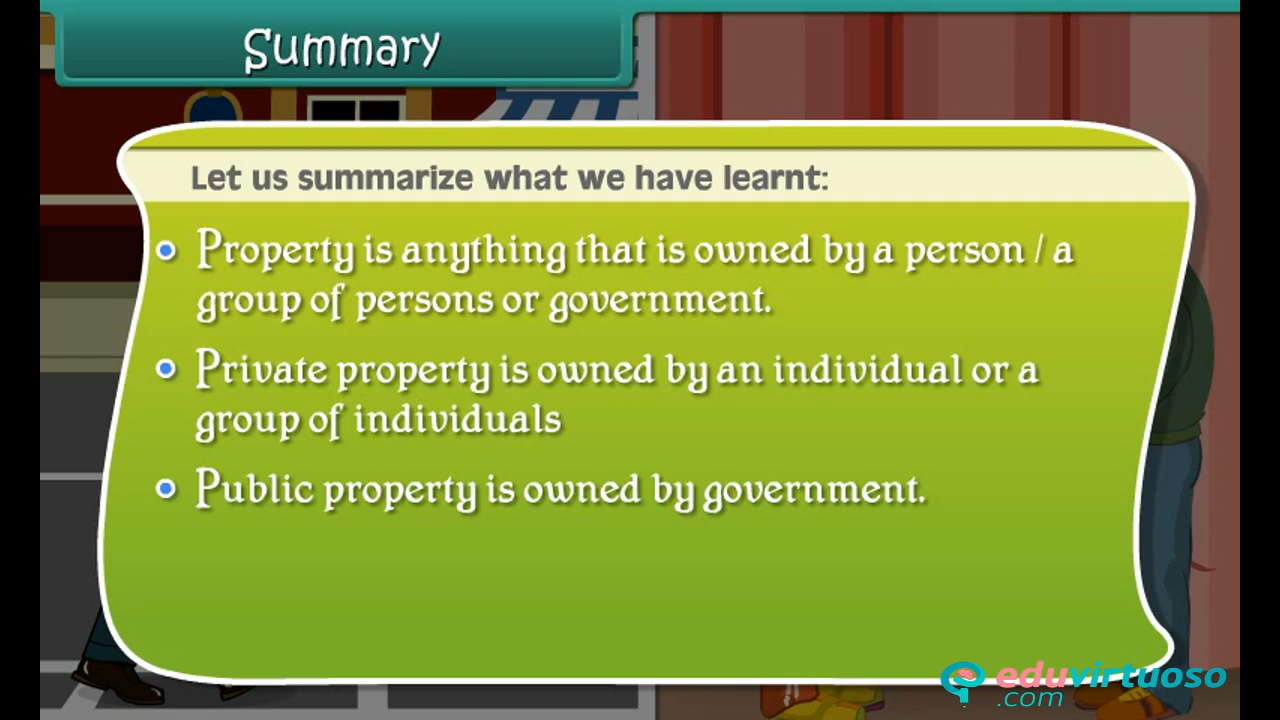 Summary
Let us summarize what we have learnt:
Property is anything that is owned by a person / a
group of persons or government.
Private property is owned by an individual or a
group of individuals
Public property is owned by government.
eduvirtuoso
.com